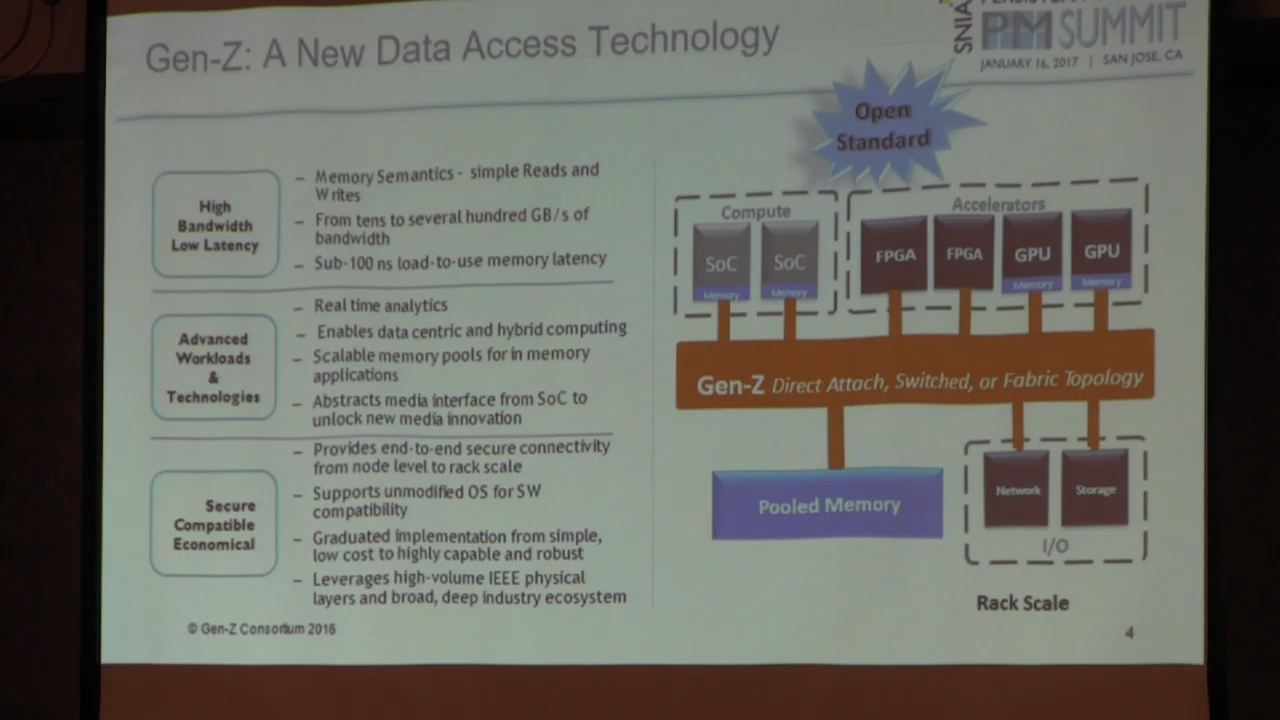 Gen-Z: A New Data Access Technology
SNIA
PM SUMMIT
JANUARY 16, 2017 | SAN JOSE, CA
Open
Standard
High
Bandwidth
Low Latency
– Memory Semantics - simple Reads and
Writes
– From tens to several hundred GB/s of
bandwidth
– Sub-100 ns load-to-use memory latency
Advanced
Workloads
&
Technologies
– Real time analytics
– Enables data centric and hybrid computing
– Scalable memory pools for in memory
applications
– Abstracts media interface from SoC to
unlock new media innovation
Secure
Compatible
Economical
– Provides end-to-end secure connectivity
from node level to rack scale
– Supports unmodified OS for SW
compatibility
– Graduated implementation from simple,
low cost to highly capable and robust
– Leverages high-volume IEEE physical
layers and broad, deep industry ecosystem
Compute
SoC
Memory
SoC
Memory
Accelerators
FPGA
FPGA
GPU
Memory
GPU
Memory
Gen-Z Direct Attach, Switched, or Fabric Topology
Pooled Memory
Network
Storage
I/O
Rack Scale
© Gen-Z Consortium 2016
4